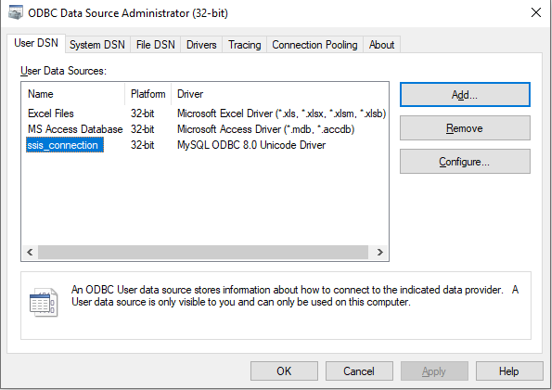 ODBC Data Source Administrator (32-bit)
User DSN System DSN File DSN Drivers Tracing Connection Pooling About
User Data Sources:
Name Platform Driver
Excel Files 32-bit Microsoft Excel Driver (*.xls, *.xlsx, *.xlsm, *.xlsb)
MS Access Database 32-bit Microsoft Access Driver (*.mdb, *.accdb)
ssis_connection 32-bit MySQL ODBC 8.0 Unicode Driver
Add...
Remove
Configure...
An ODBC User data source stores information about how to connect to the indicated data provider. A
User data source is only visible to you and can only be used on this computer.
OK Cancel Apply Help